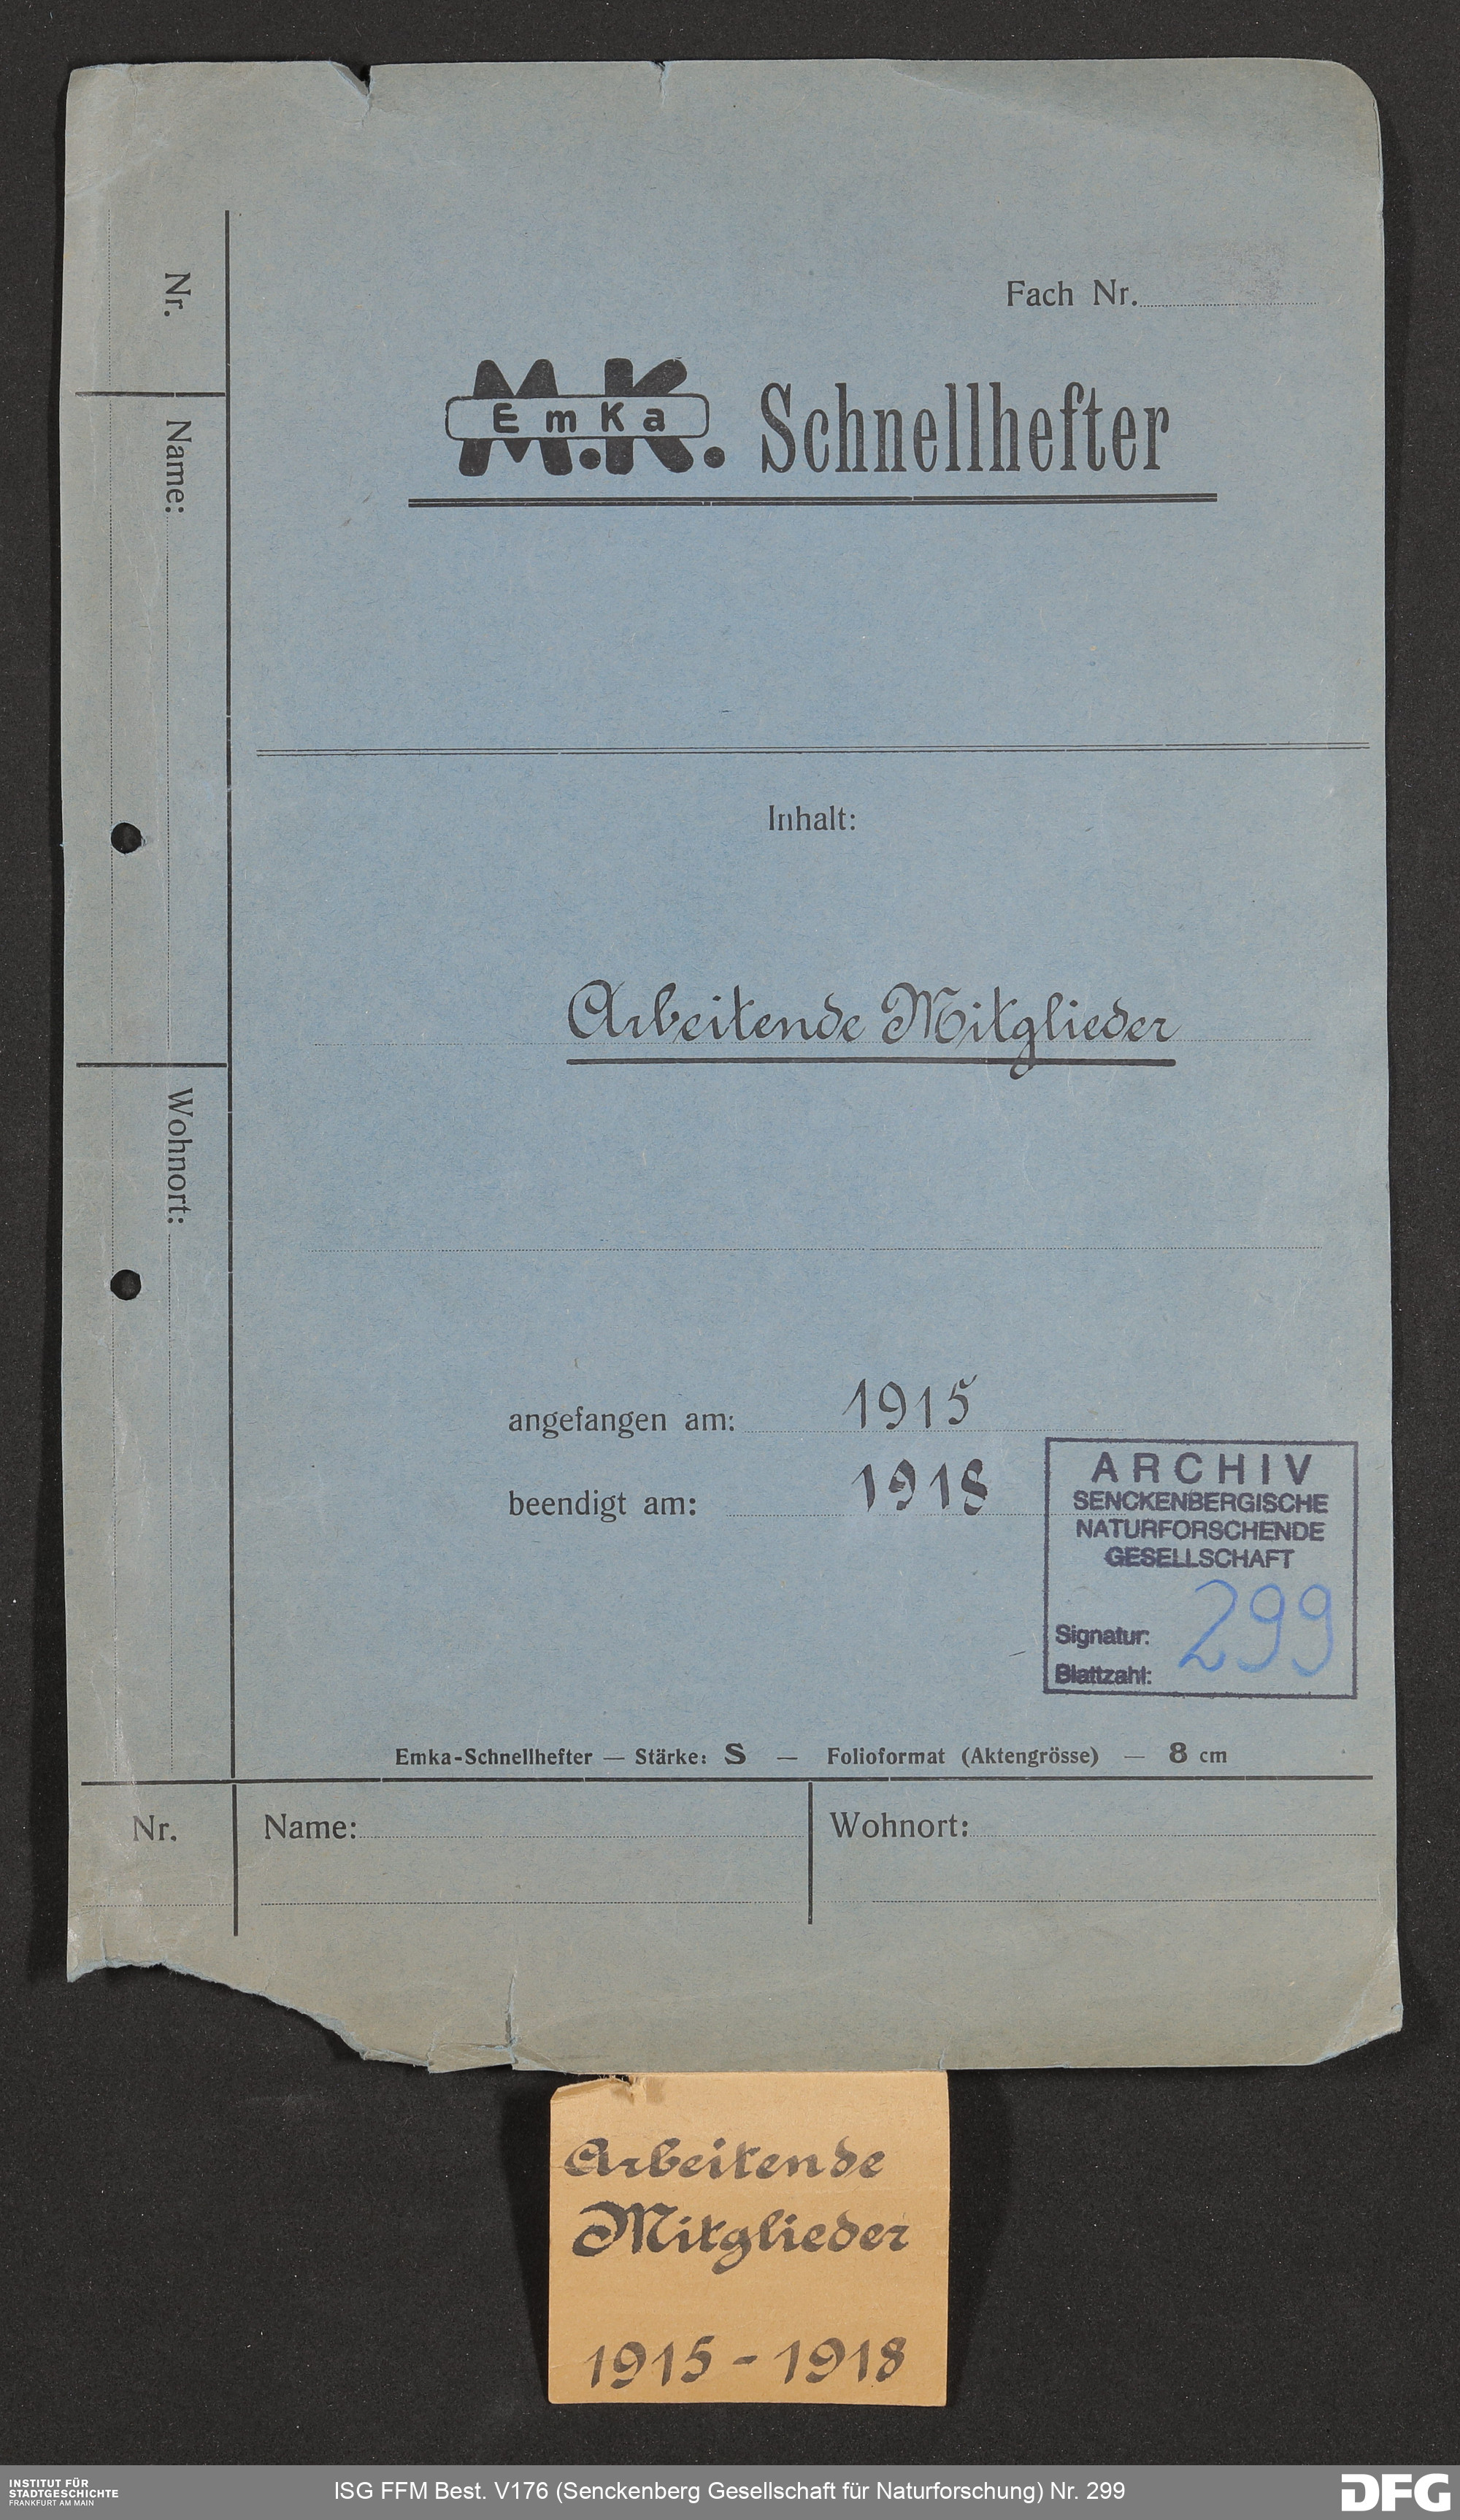 Fach Nr.
M.K. EmKa Schnellhefter
Nr.
Name:
Wohnort:
Inhalt:
Arbeitende Mitglieder
angefangen am: 1915
beendigt am: 1918
ARCHIV
SENCKENBERGISCHE
NATURFORSCHENDE
GESELLSCHAFT
Signatur: 299
Blattzahl:
Emka-Schnellhefter — Stärke: S — Folioformat (Aktengrösse) — 8 cm
Nr. Name: Wohnort:
Arbeitende
Mitglieder
1915 - 1918
INSTITUT FÜR
STADTGESCHICHTE
FRANKFURT AM MAIN
ISG FFM Best. V176 (Senckenberg Gesellschaft für Naturforschung) Nr. 299
DFG